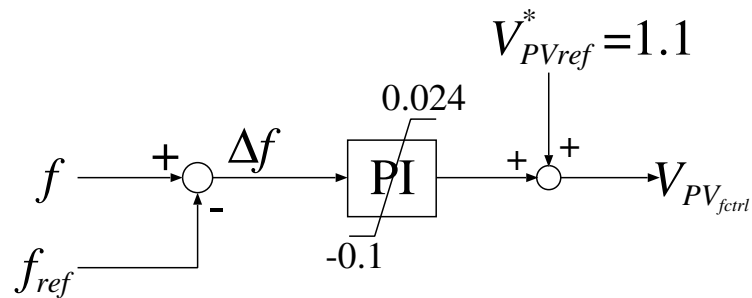 V*PVref =1.1
0.024
f
+
Δf
PI
+
+
VPVfctrl
-
fref
-0.1